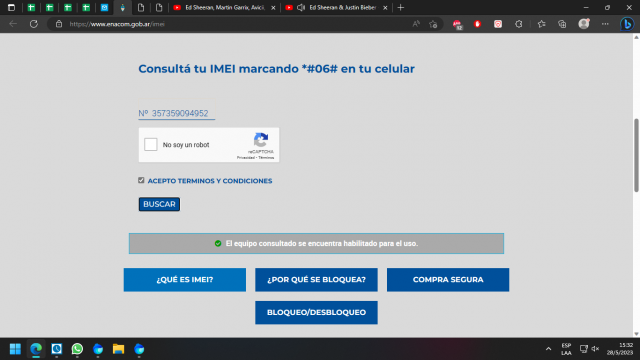 Ed Sheeran, Martin Garrix, Avici
Ed Sheeran & Justin Bieber
https://www.enacom.gob.ar/imei
Consultá tu IMEI marcando *#06# en tu celular
Nº 357359094952
No soy un robot
reCAPTCHA
Privacidad - Términos
ACEPTO TERMINOS Y CONDICIONES
BUSCAR
El equipo consultado se encuentra habilitado para el uso.
¿QUÉ ES IMEI?
¿POR QUÉ SE BLOQUEA?
COMPRA SEGURA
BLOQUEO/DESBLOQUEO
ESP
LAA
15:32
28/5/2023